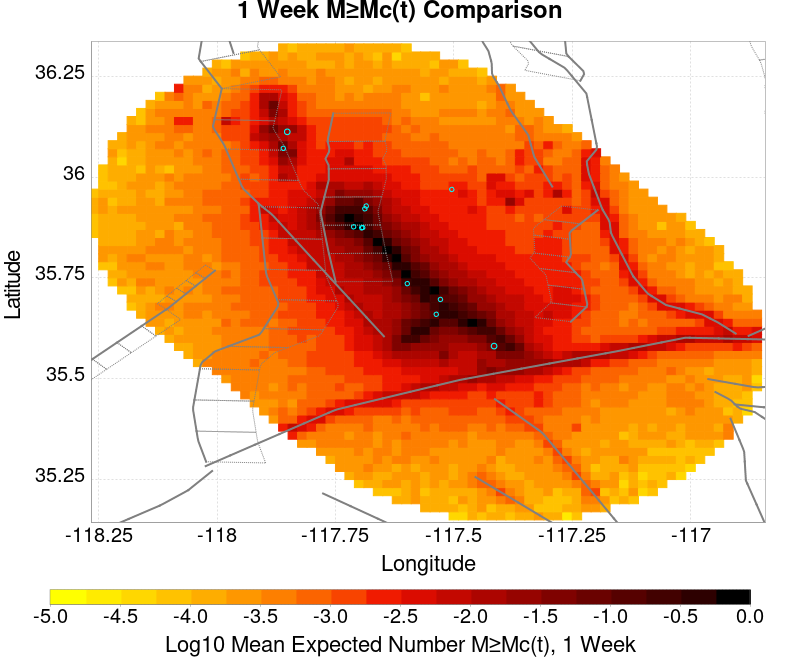 1 Week M≥Mc(t) Comparison
36.25
36
35.75
35.5
35.25
Latitude
-118.25 -118 -117.75 -117.5 -117.25 -117
Longitude
-5.0 -4.5 -4.0 -3.5 -3.0 -2.5 -2.0 -1.5 -1.0 -0.5 0.0
Log10 Mean Expected Number M≥Mc(t), 1 Week